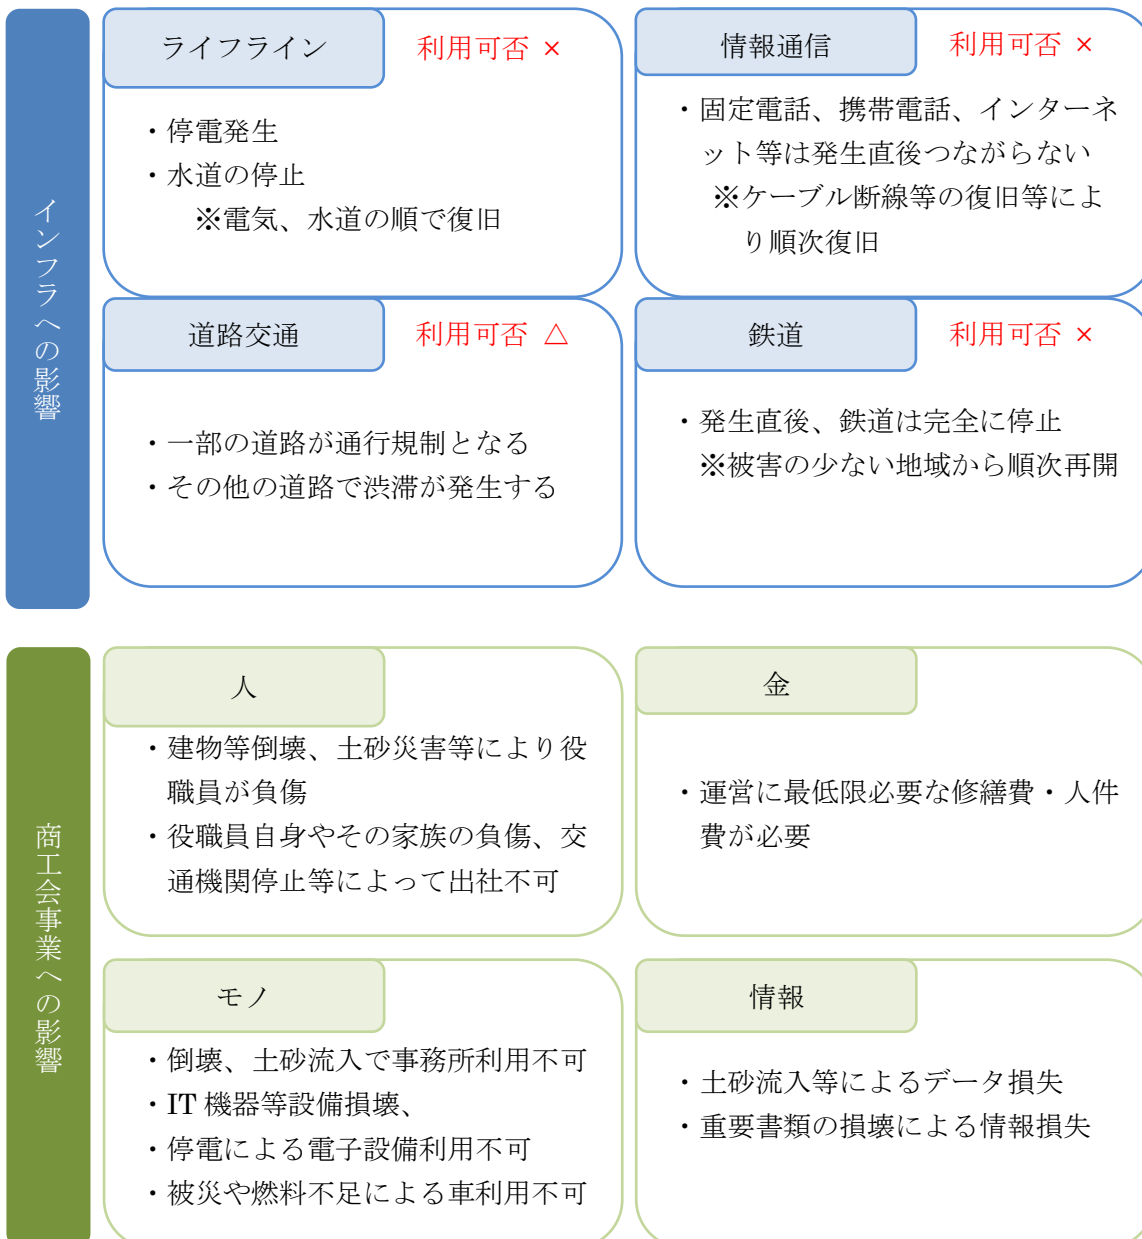 インフラへの影響
ライフライン
利用可否 ×
・停電発生
・水道の停止
※電気、水道の順で復旧
情報通信
利用可否 ×
・固定電話、携帯電話、インターネ
ット等は発生直後つながらない
※ケーブル断線等の復旧等によ
り順次復旧
道路交通
利用可否 △
・一部の道路が通行規制となる
・その他の道路で渋滞が発生する
鉄道
利用可否 ×
・発生直後、鉄道は完全に停止
※被害の少ない地域から順次再開
商工会事業への影響
人
・建物等倒壊、土砂災害等により役
職員が負傷
・役職員自身やその家族の負傷、交
通機関停止等によって出社不可
金
・運営に最低限必要な修繕費・人件
費が必要
モノ
・倒壊、土砂流入で事務所利用不可
・IT 機器等設備損壊、
・停電による電子設備利用不可
・被災や燃料不足による車利用不可
情報
・土砂流入等によるデータ損失
・重要書類の損壊による情報損失